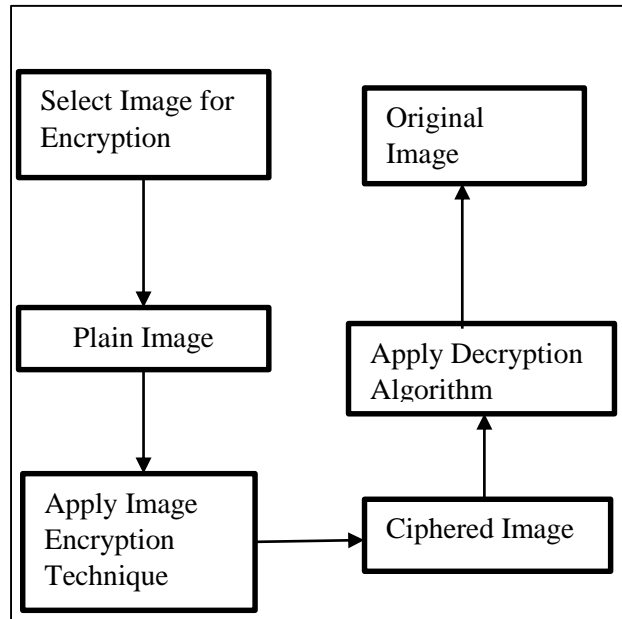 Select Image for
Encryption
Plain Image
Apply Image
Encryption
Technique
Ciphered Image
Apply Decryption
Algorithm
Original
Image